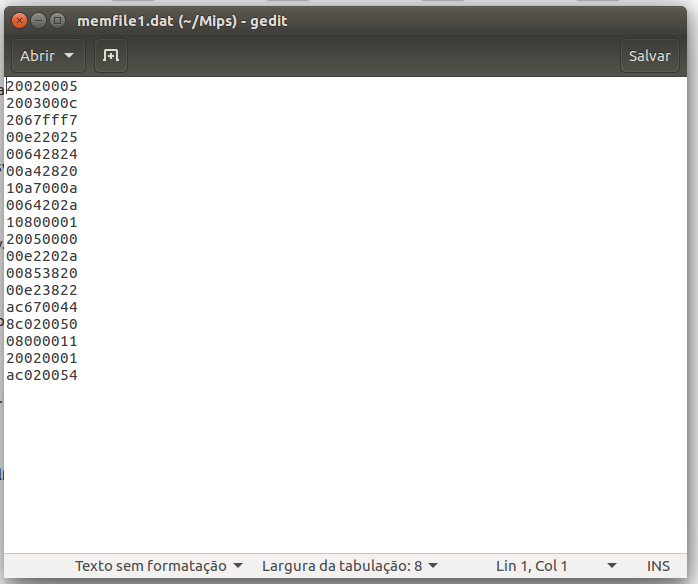 memfile1.dat (~/Mips) - gedit
Abrir
Salvar
20020005
2003000c
2067fff7
00e22025
00642824
00a42820
10a7000a
0064202a
10800001
20050000
00e2202a
00853820
00e23822
ac670044
8c020050
08000011
20020001
ac020054
Texto sem formatação Largura da tabulação: 8 Lin 1, Col 1 INS